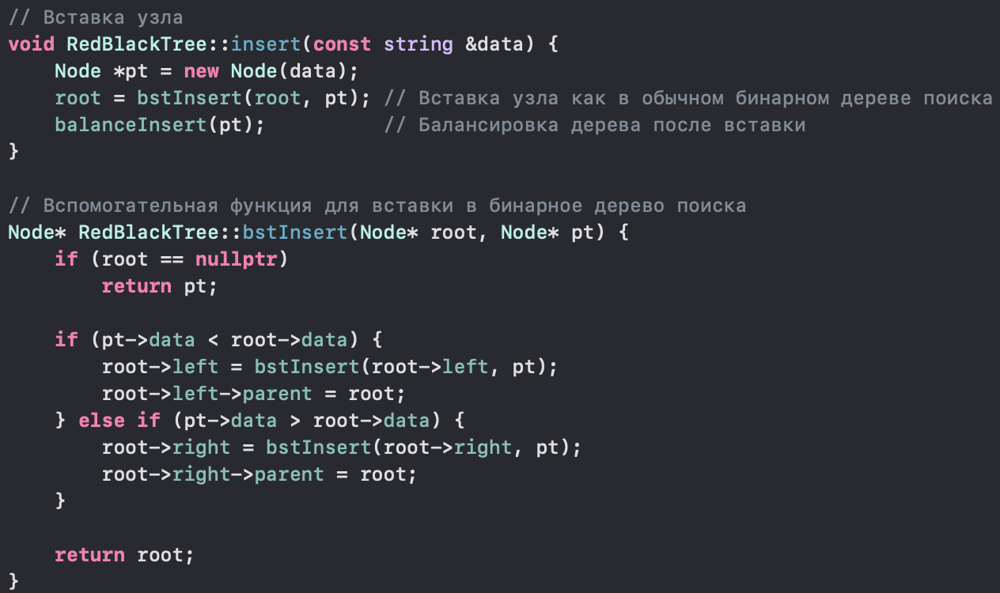 // Вставка узла
void RedBlackTree::insert(const string &data) {
    Node *pt = new Node(data);
    root = bstInsert(root, pt); // Вставка узла как в обычном бинарном дереве поиска
    balanceInsert(pt);          // Балансировка дерева после вставки
}

// Вспомогательная функция для вставки в бинарное дерево поиска
Node* RedBlackTree::bstInsert(Node* root, Node* pt) {
    if (root == nullptr)
        return pt;

    if (pt->data < root->data) {
        root->left = bstInsert(root->left, pt);
        root->left->parent = root;
    } else if (pt->data > root->data) {
        root->right = bstInsert(root->right, pt);
        root->right->parent = root;
    }

    return root;
}